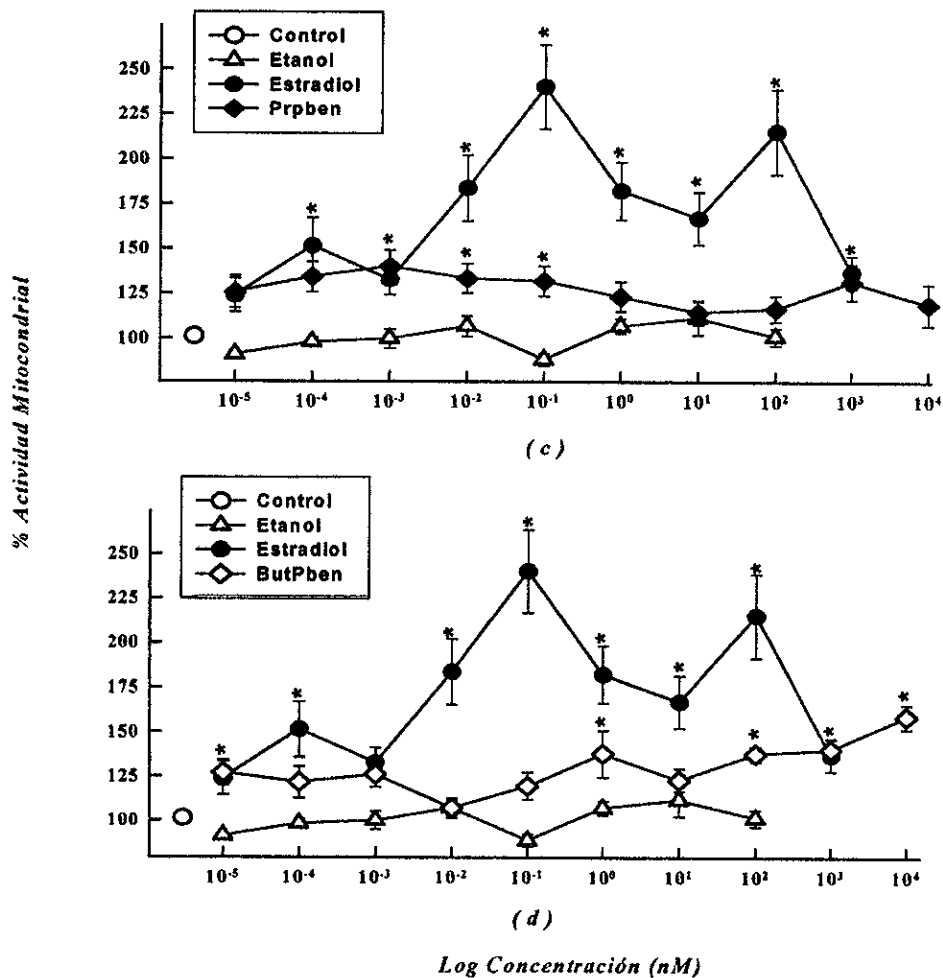 Control
Etanol
Estradiol
Prpben
250
225
200
175
150
125
100
* * * * * * * * * * *
10⁻⁵ 10⁻⁴ 10⁻³ 10⁻² 10⁻¹ 10⁰ 10¹ 10² 10³ 10⁴
(c)
% Actividad Mitocondrial
Control
Etanol
Estradiol
ButPben
250
225
200
175
150
125
100
* * * * * * * * * * * *
10⁻⁵ 10⁻⁴ 10⁻³ 10⁻² 10⁻¹ 10⁰ 10¹ 10² 10³ 10⁴
(d)
Log Concentración (nM)